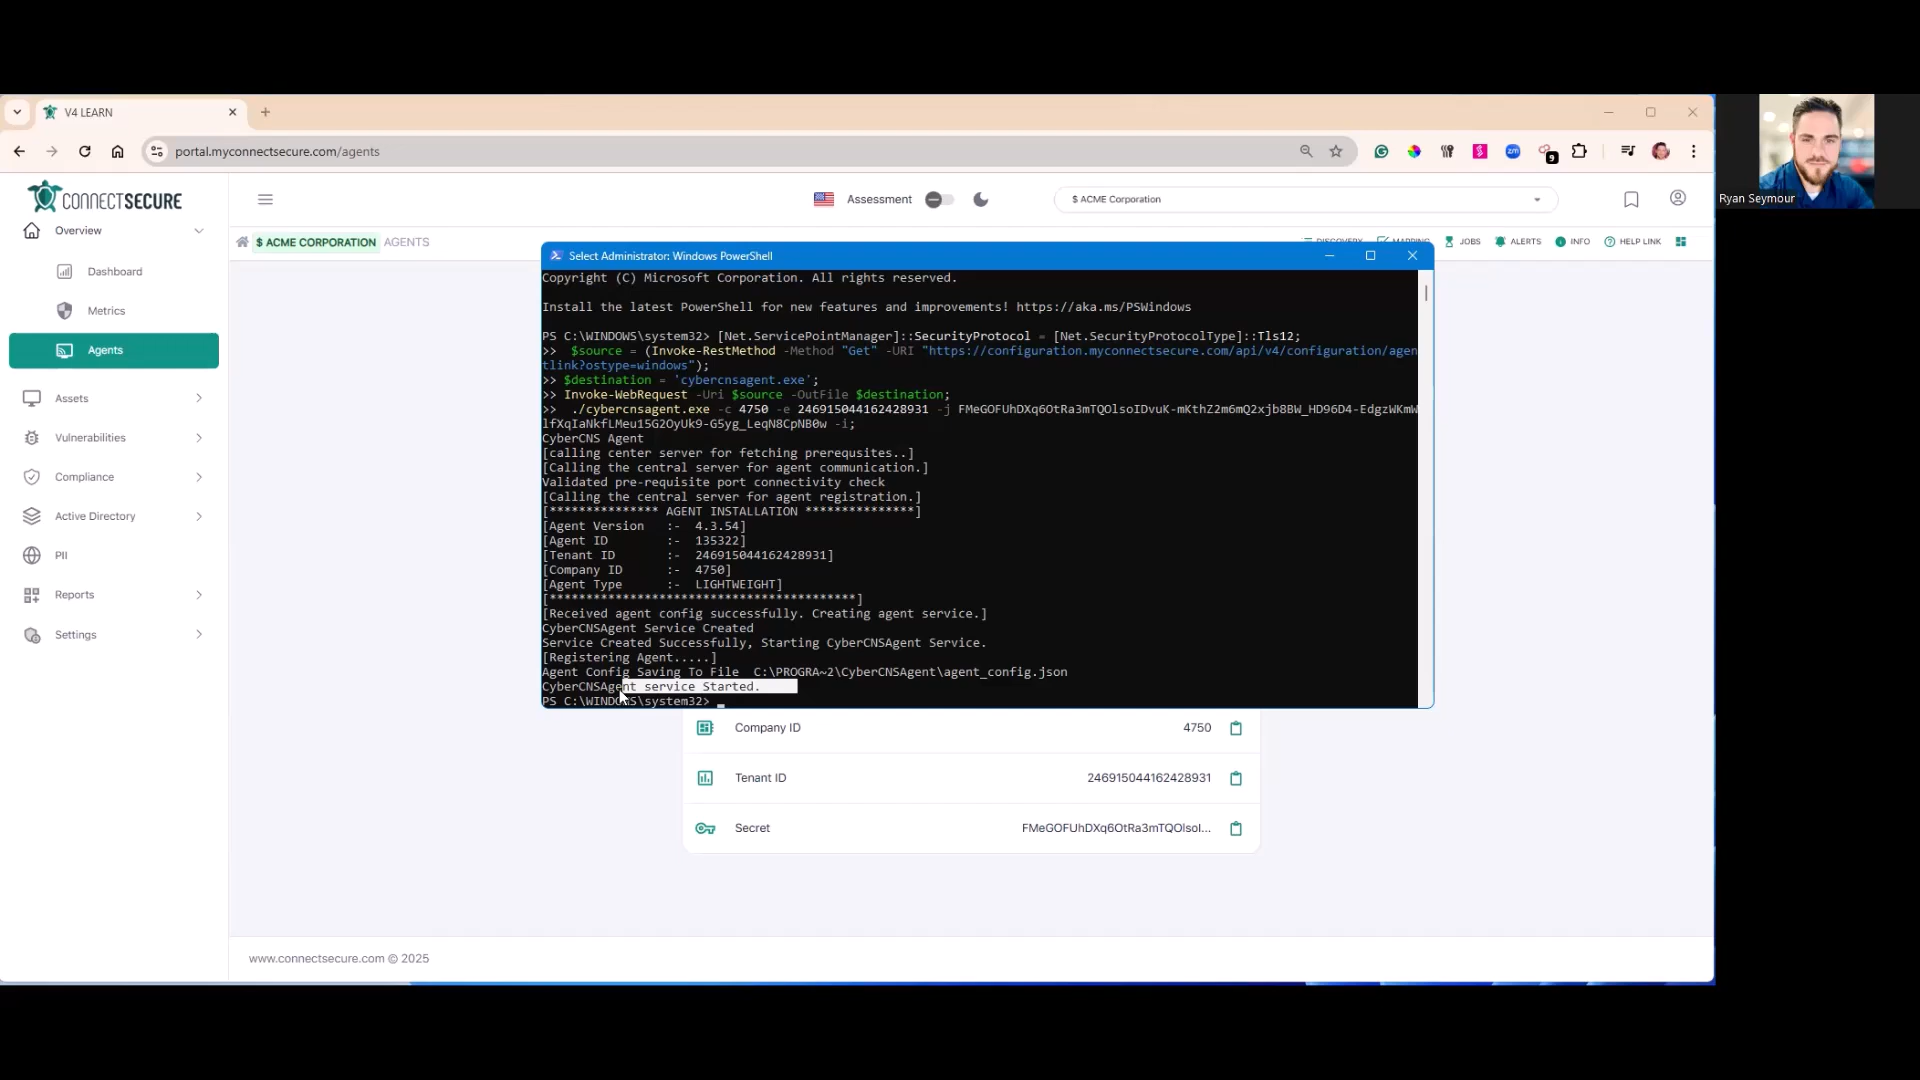 V4 LEARN
portal.myconnectsecure.com/agents
9
Ryan Seymour
CONNECTSECURE
Assessment
$ ACME Corporation
Overview
$ ACME CORPORATION AGENTS
JOBS
ALERTS
INFO
HELP LINK
Dashboard
Metrics
Agents
Assets
Vulnerabilities
Compliance
Active Directory
PII
Reports
Settings
Select Administrator: Windows PowerShell
Copyright (C) Microsoft Corporation. All rights reserved.
Install the latest PowerShell for new features and improvements! https://aka.ms/PSWindows
PS C:\WINDOWS\system32> [Net.ServicePointManager]::SecurityProtocol = [Net.SecurityProtocolType]::Tls12;
>>  $source = (Invoke-RestMethod -Method "Get" -URI "https://configuration.myconnectsecure.com/api/v4/configuration/agen
tlink?ostype=windows");
>> $destination = 'cybercnsagent.exe';
>> Invoke-WebRequest -Uri $source -OutFile $destination;
>>  ./cybercnsagent.exe -c 4750 -e 246915044162428931 -j FMeGOFUhDXq6OtRa3mTQOlsoIDvuK-mKthZ2m6mQ2xjb8BW_HD96D4-EdgzWKmW
lfXqIaNkfLMeu15G2OyUk9-G5yg_LeqN8CpNB0w -i;
CyberCNS Agent
[calling center server for fetching prerequsites..]
[Calling the central server for agent communication.]
Validated pre-requisite port connectivity check
[Calling the central server for agent registration.]
[*************** AGENT INSTALLATION ***************]
[Agent Version   :-  4.3.54]
[Agent ID        :-  135322]
[Tenant ID       :-  246915044162428931]
[Company ID      :-  4750]
[Agent Type      :-  LIGHTWEIGHT]
[******************************************]
[Received agent config successfully. Creating agent service.]
CyberCNSAgent Service Created
Service Created Successfully, Starting CyberCNSAgent Service.
[Registering Agent.....]
Agent Config Saving To File  C:\PROGRA~2\CyberCNSAgent\agent_config.json
CyberCNSAgent service Started.
PS C:\WINDOWS\system32>
Company ID 4750
Tenant ID 246915044162428931
Secret FMeGOFUhDXq6OtRa3mTQOlsoI...
www.connectsecure.com © 2025